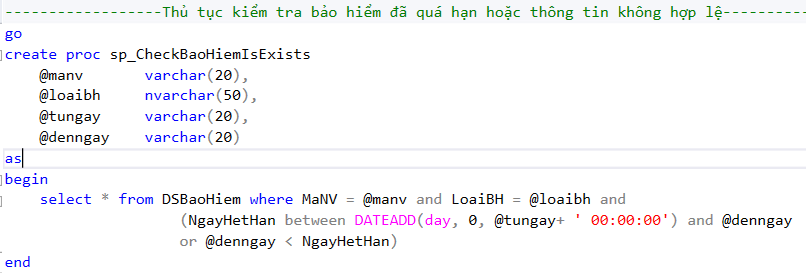 ------------------Thủ tục kiểm tra bảo hiểm đã quá hạn hoặc thông tin không hợp lệ-----------
go
create proc sp_CheckBaoHiemIsExists
    @manv       varchar(20),
    @loaibh     nvarchar(50),
    @tungay     varchar(20),
    @denngay    varchar(20)
as
begin
    select * from DSBaoHiem where MaNV = @manv and LoaiBH = @loaibh and
                    (NgayHetHan between DATEADD(day, 0, @tungay+ ' 00:00:00') and @denngay
                    or @denngay < NgayHetHan)
end